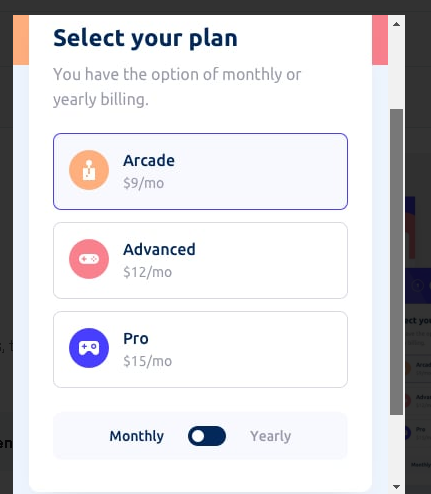 Select your plan
You have the option of monthly or
yearly billing.
Arcade
$9/mo
Advanced
$12/mo
Pro
$15/mo
Monthly Yearly